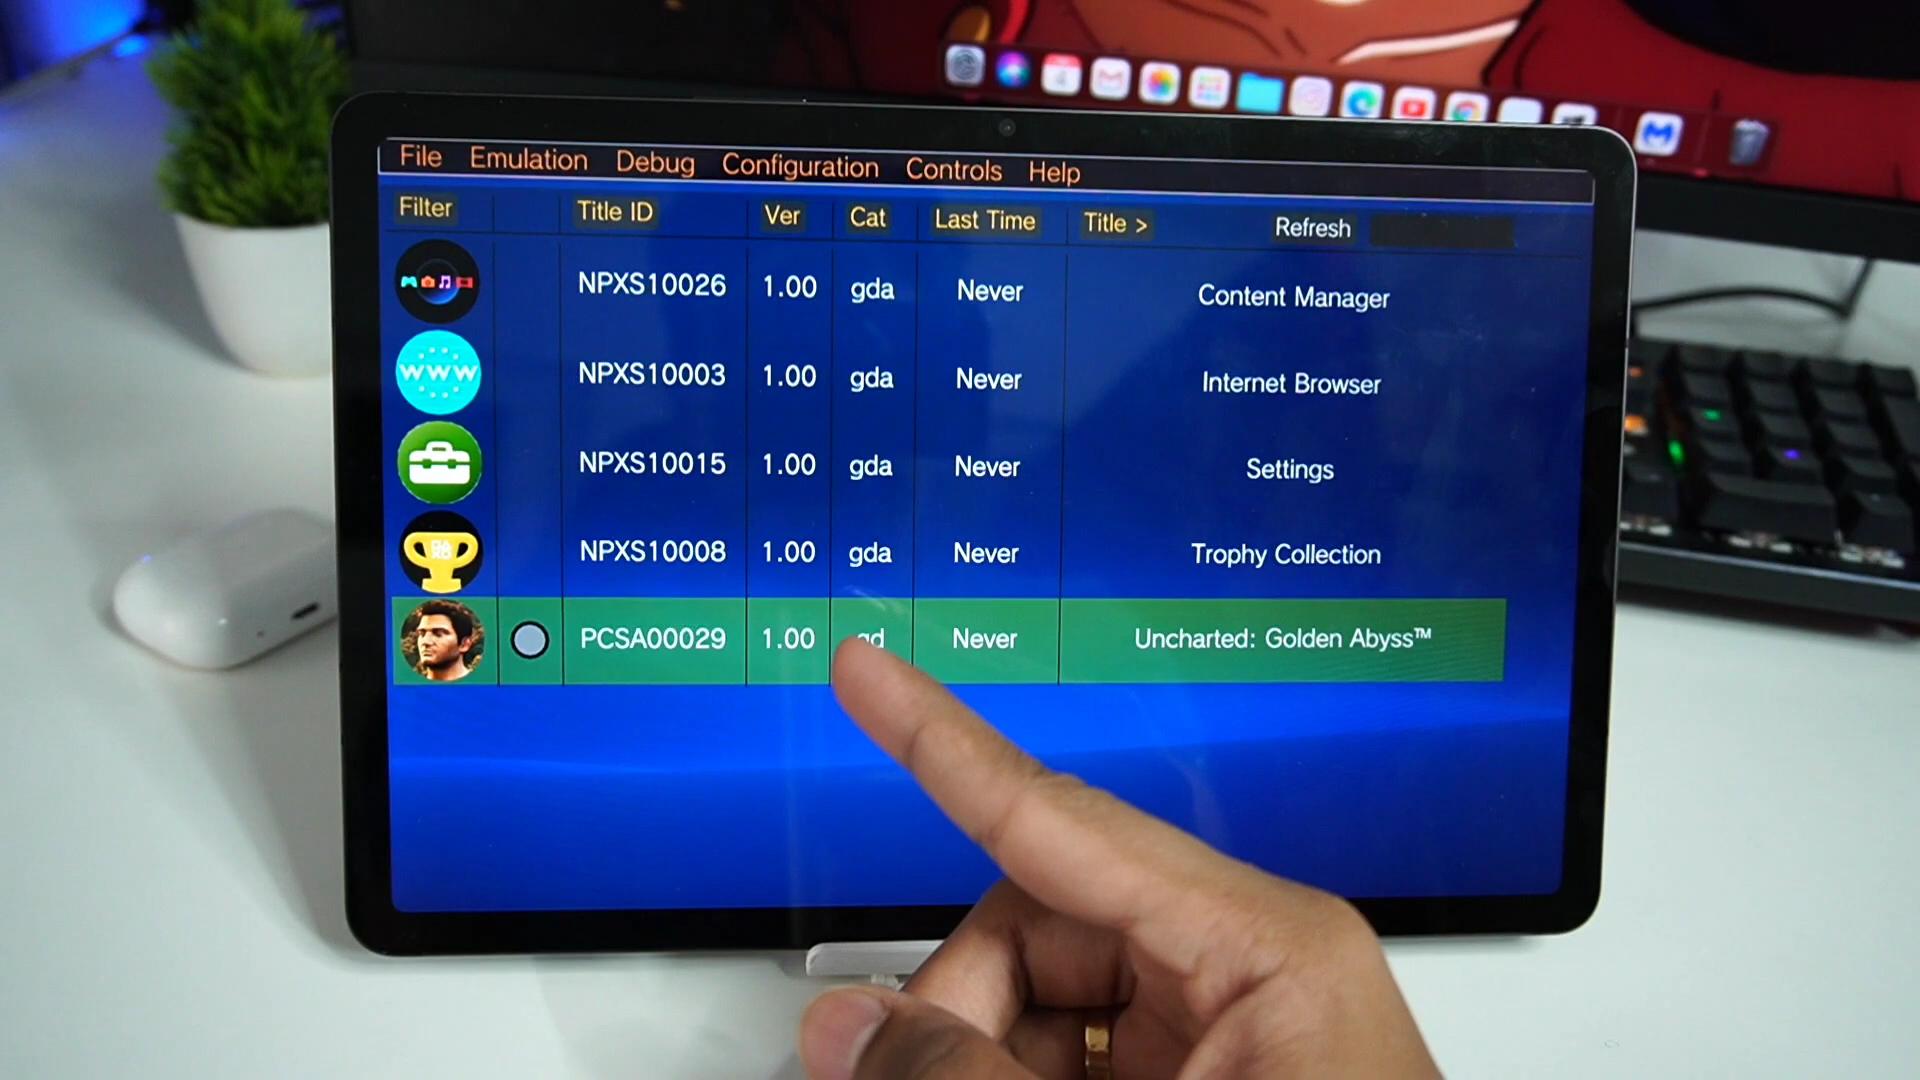 File Emulation Debug Configuration Controls Help
Filter Title ID Ver Cat Last Time Title > Refresh
NPXS10026 1.00 gda Never Content Manager
WWW NPXS10003 1.00 gda Never Internet Browser
NPXS10015 1.00 gda Never Settings
NPXS10008 1.00 gda Never Trophy Collection
PCSA00029 1.00 gd Never Uncharted: Golden Abyss™